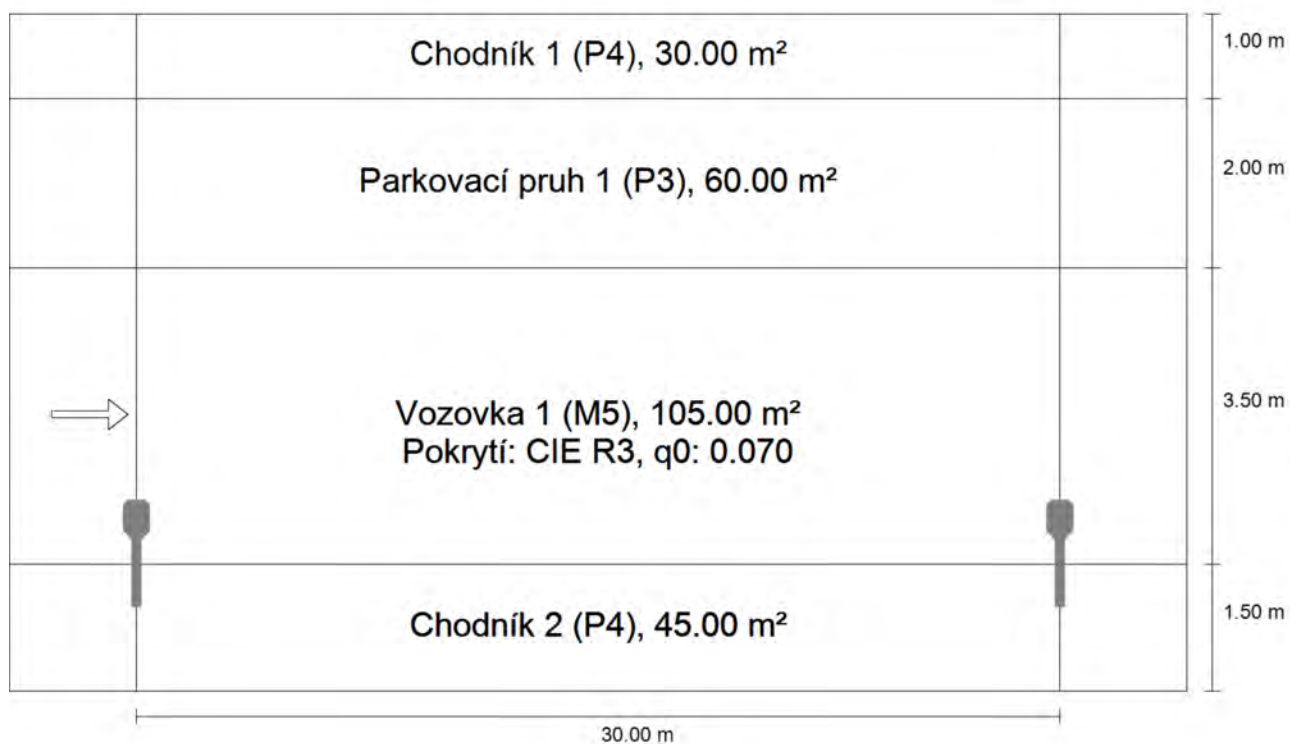 Chodník 1 (P4), 30.00 m²
1.00 m
Parkovací pruh 1 (P3), 60.00 m²
2.00 m
Vozovka 1 (M5), 105.00 m²
Pokrytí: CIE R3, q0: 0.070
3.50 m
Chodník 2 (P4), 45.00 m²
1.50 m
30.00 m